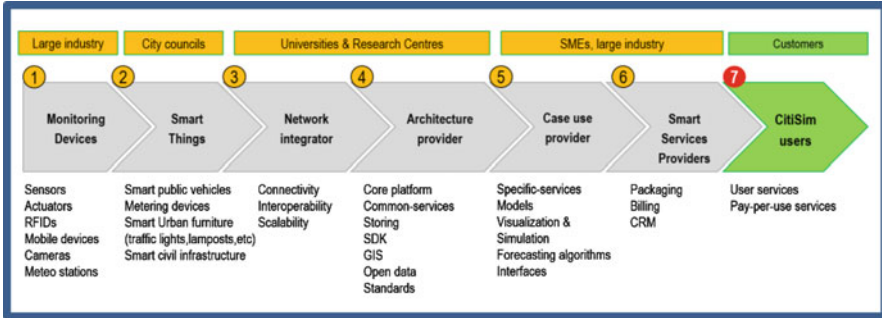 Large industry
City councils
Universities & Research Centres
SMEs, large industry
Customers
1
2
3
4
5
6
7
Monitoring
Devices
Smart
Things
Network
integrator
Architecture
provider
Case use
provider
Smart
Services
Providers
CitiSim
users
Sensors
Actuators
RFIDs
Mobile devices
Cameras
Meteo stations
Smart public vehicles
Metering devices
Smart Urban furniture
(traffic lights,lamposts,etc)
Smart civil infrastructure
Connectivity
Interoperability
Scalability
Core platform
Common-services
Storing
SDK
GIS
Open data
Standards
Specific-services
Models
Visualization &
Simulation
Forecasting algorithms
Interfaces
Packaging
Billing
CRM
User services
Pay-per-use services